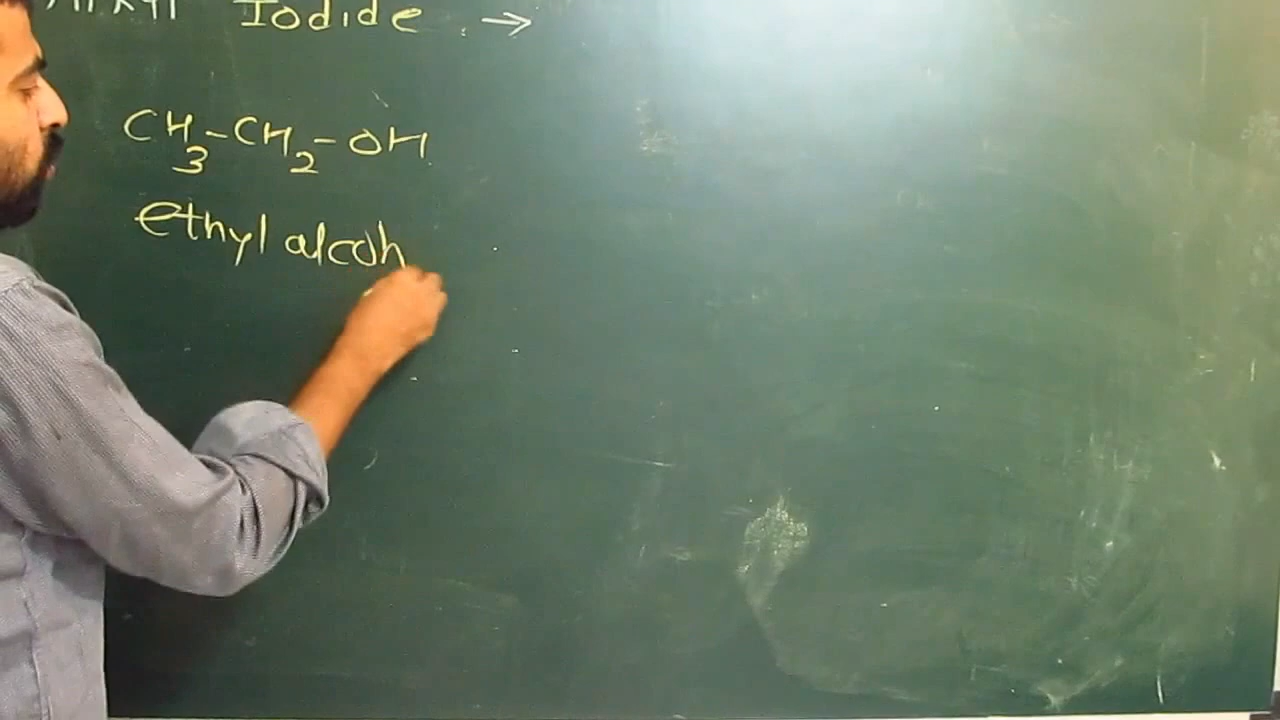 Iodide →
CH3-CH2-OH
ethyl alcoh